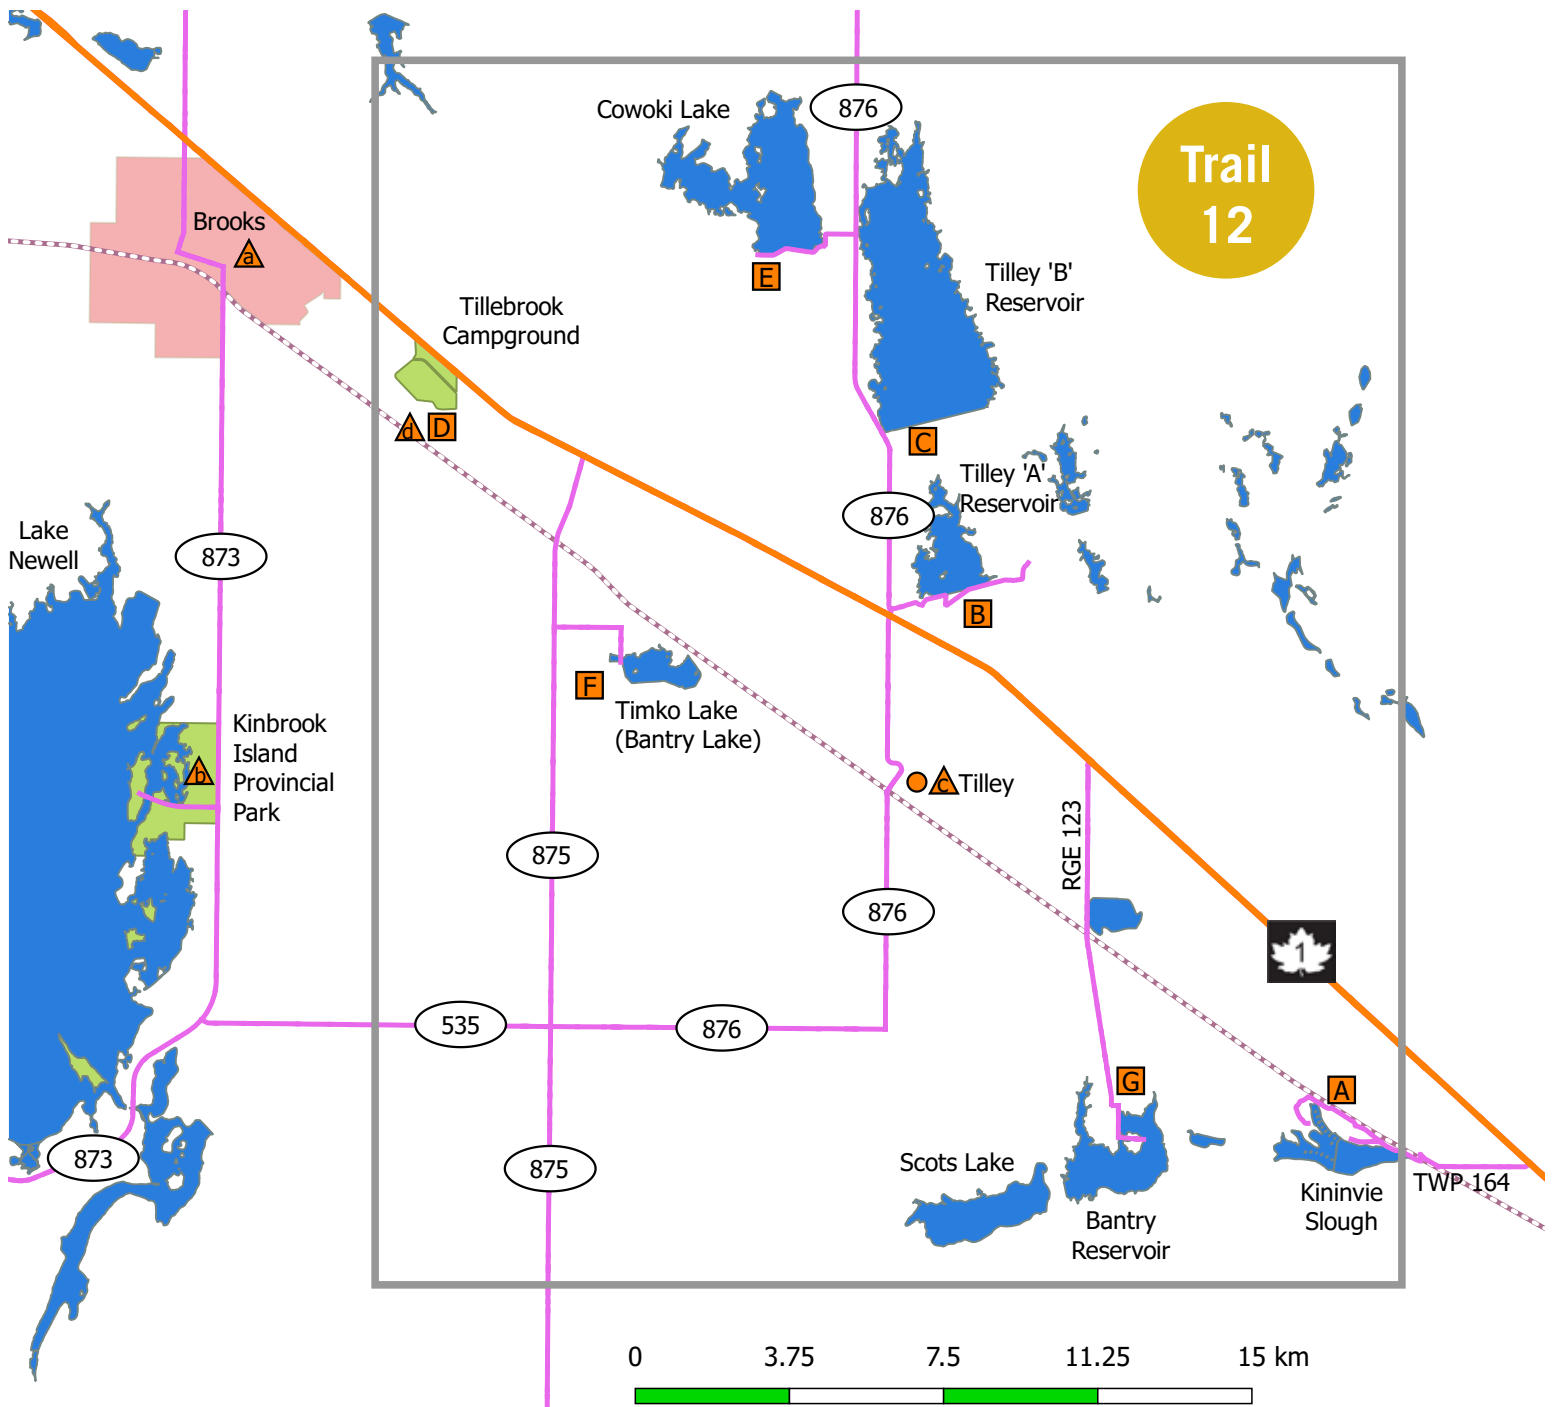 Cowoki Lake
876
Trail
12
Brooks
a
E
Tilley 'B'
Reservoir
Tillebrook
Campground
d
D
C
Tilley 'A'
Reservoir
876
Lake
Newell
873
B
F
Timko Lake
(Bantry Lake)
Kinbrook
Island
Provincial
Park
b
c
Tilley
RGE 123
875
876
1
535
876
G
A
873
875
Scots Lake
Bantry
Reservoir
Kininvie
Slough
TWP 164
0
3.75
7.5
11.25
15 km